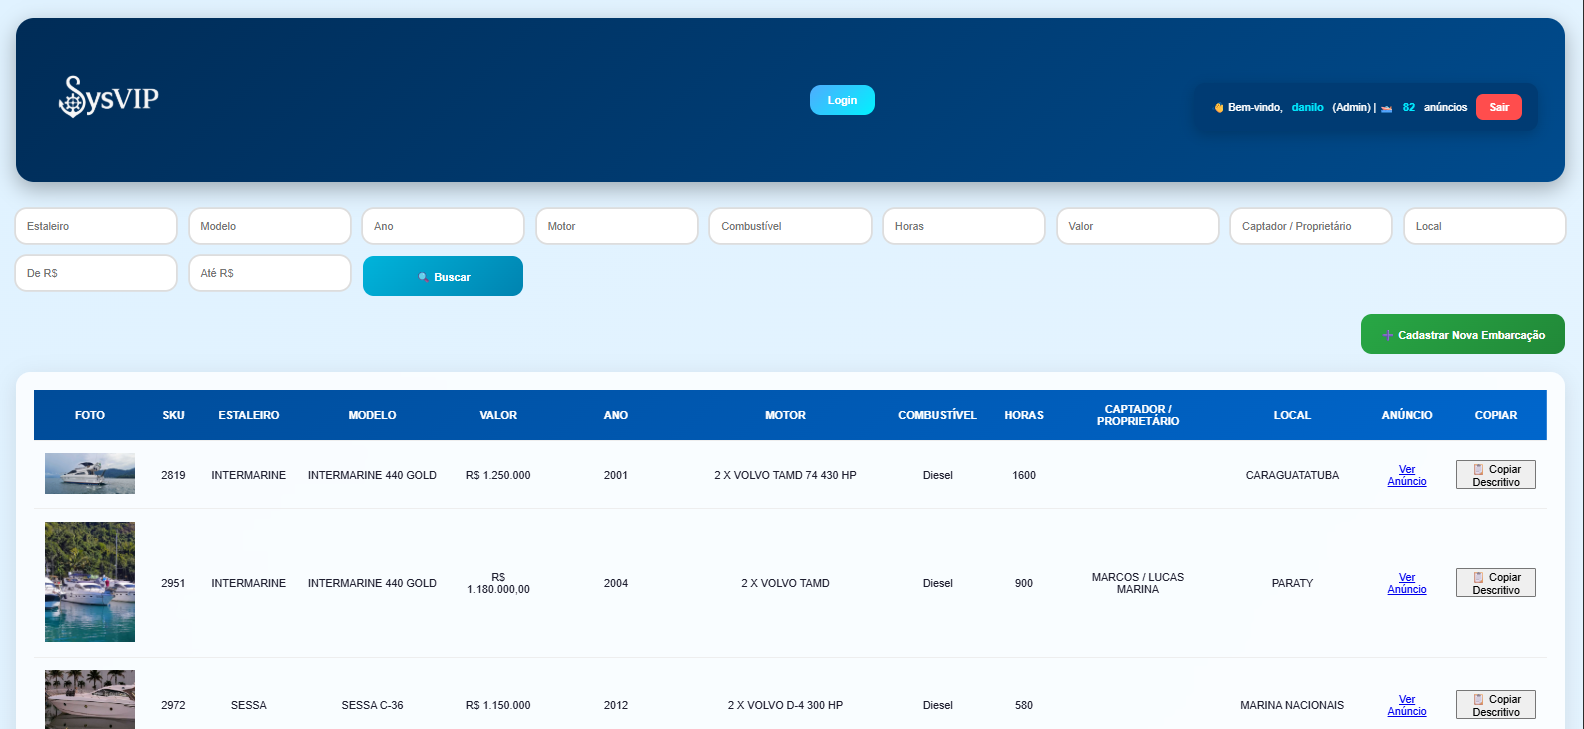 SysVIP
Login
Bem-vindo, danilo (Admin) | 82 anúncios Sair
Estaleiro Modelo Ano Motor Combustível Horas Valor Captador / Proprietário Local
De R$ Até R$ Buscar
Cadastrar Nova Embarcação
FOTO SKU ESTALEIRO MODELO VALOR ANO MOTOR COMBUSTÍVEL HORAS CAPTADOR / PROPRIETÁRIO LOCAL ANÚNCIO COPIAR
2819 INTERMARINE INTERMARINE 440 GOLD R$ 1.250.000 2001 2 X VOLVO TAMD 74 430 HP Diesel 1600 CARAGUATATUBA Ver Anúncio Copiar Descritivo
2951 INTERMARINE INTERMARINE 440 GOLD R$ 1.180.000,00 2004 2 X VOLVO TAMD Diesel 900 MARCOS / LUCAS MARINA PARATY Ver Anúncio Copiar Descritivo
2972 SESSA SESSA C-36 R$ 1.150.000 2012 2 X VOLVO D-4 300 HP Diesel 580 MARINA NACIONAIS Ver Anúncio Copiar Descritivo